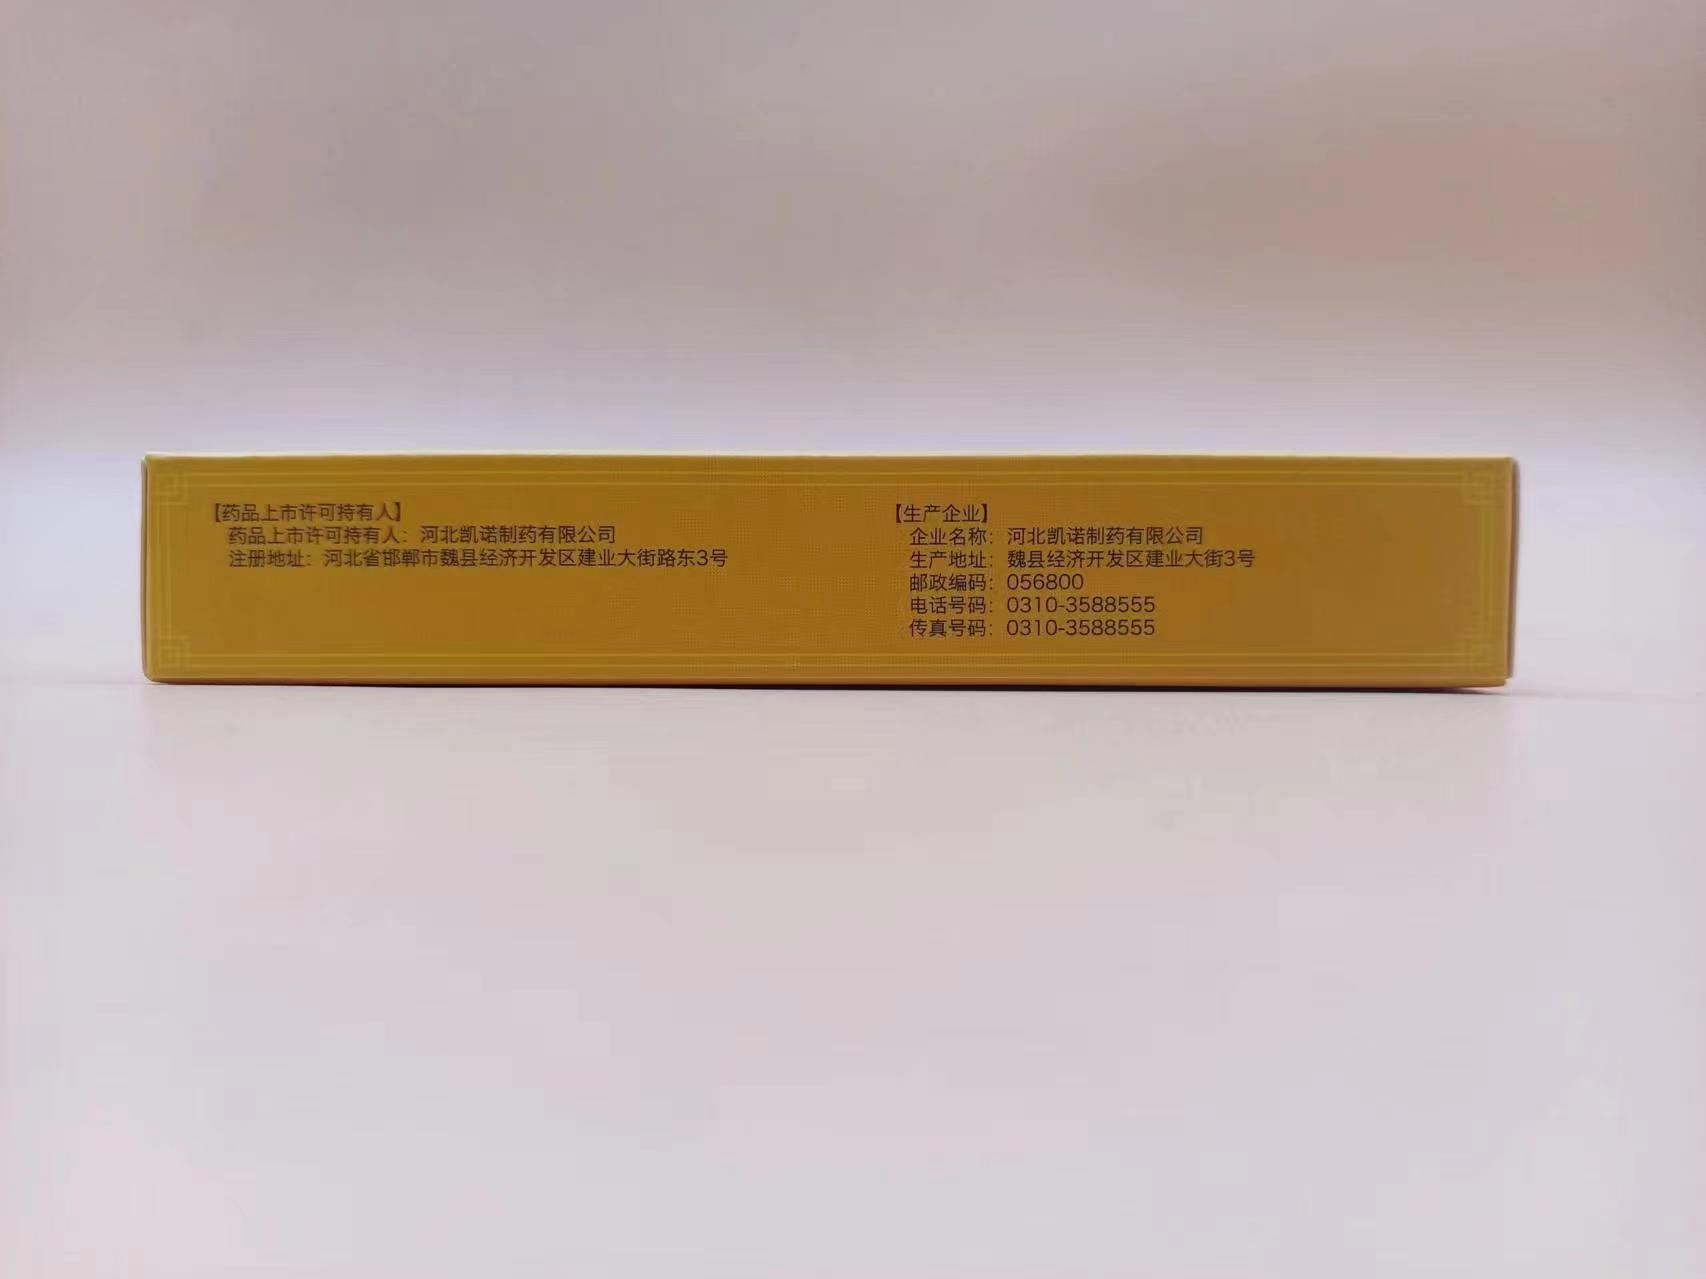 【药品上市许可持有人】
药品上市许可持有人：河北凯诺制药有限公司
注册地址：河北省邯郸市魏县经济开发区建业大街路东3号
【生产企业】
企业名称：河北凯诺制药有限公司
生产地址：魏县经济开发区建业大街3号
邮政编码：056800
电话号码：0310-3588555
传真号码：0310-3588555